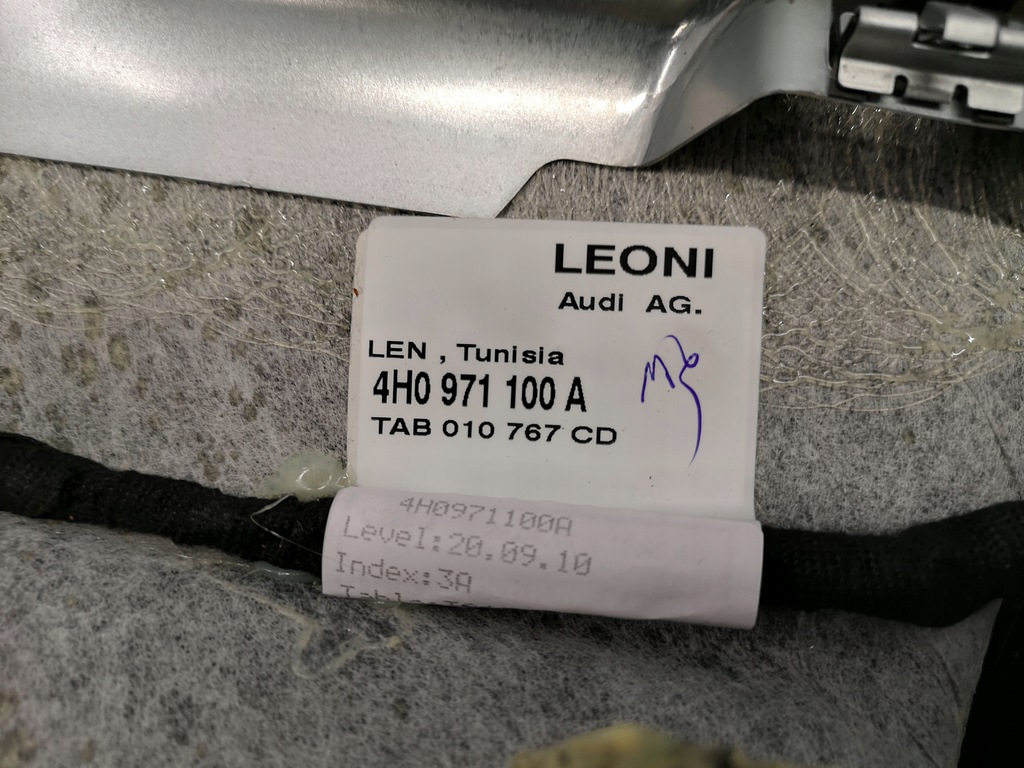 LEONI
Audi AG.
LEN , Tunisia
4H0 971 100 A
TAB 010 767 CD
4H0971100A
Level:20.09.10
Index:3A